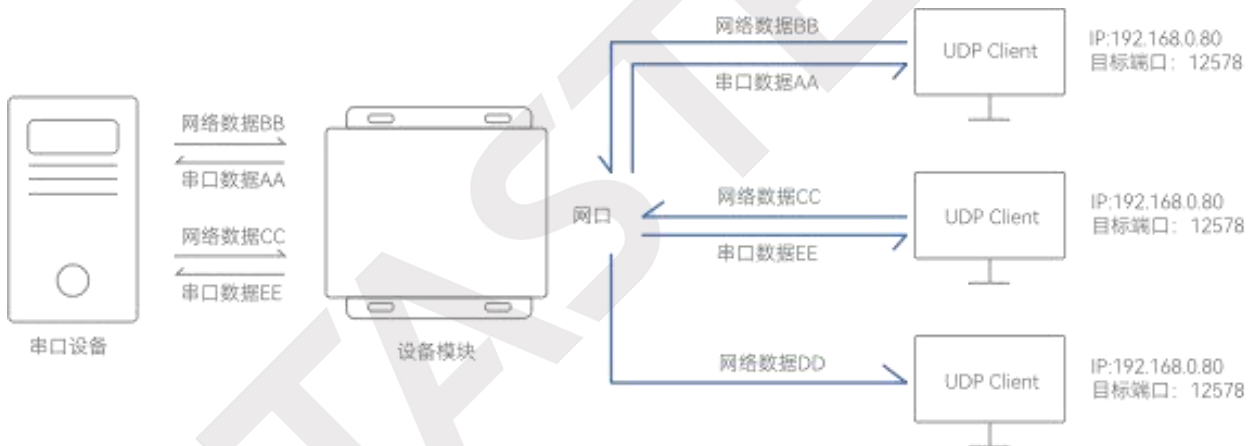 网络数据BB
串口数据AA
网络数据CC
串口数据EE
串口设备
设备模块
网口
网络数据BB
串口数据AA
网络数据CC
串口数据EE
网络数据DD
UDP Client
IP:192.168.0.80
目标端口：12578
UDP Client
IP:192.168.0.80
目标端口：12578
UDP Client
IP:192.168.0.80
目标端口：12578